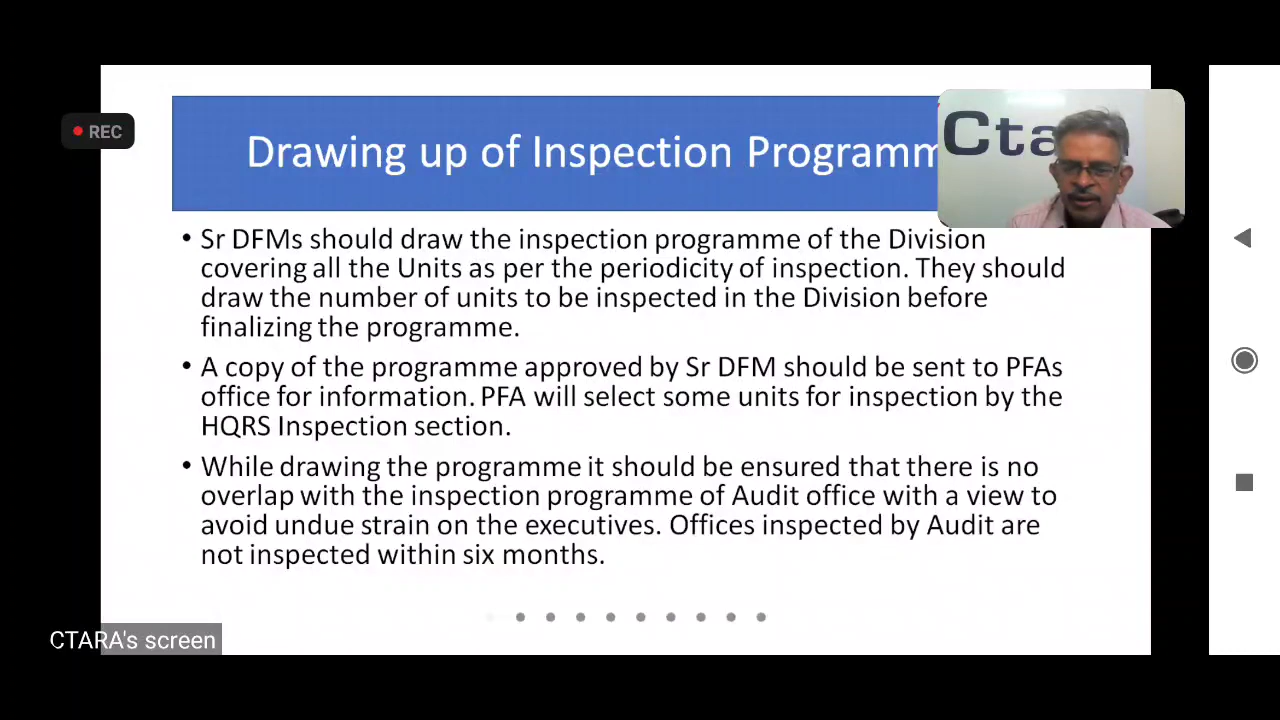 REC
Drawing up of Inspection Programm
Cta
• Sr DFMs should draw the inspection programme of the Division
covering all the Units as per the periodicity of inspection. They should
draw the number of units to be inspected in the Division before
finalizing the programme.
• A copy of the programme approved by Sr DFM should be sent to PFAs
office for information. PFA will select some units for inspection by the
HQRS Inspection section.
• While drawing the programme it should be ensured that there is no
overlap with the inspection programme of Audit office with a view to
avoid undue strain on the executives. Offices inspected by Audit are
not inspected within six months.
CTARA's screen